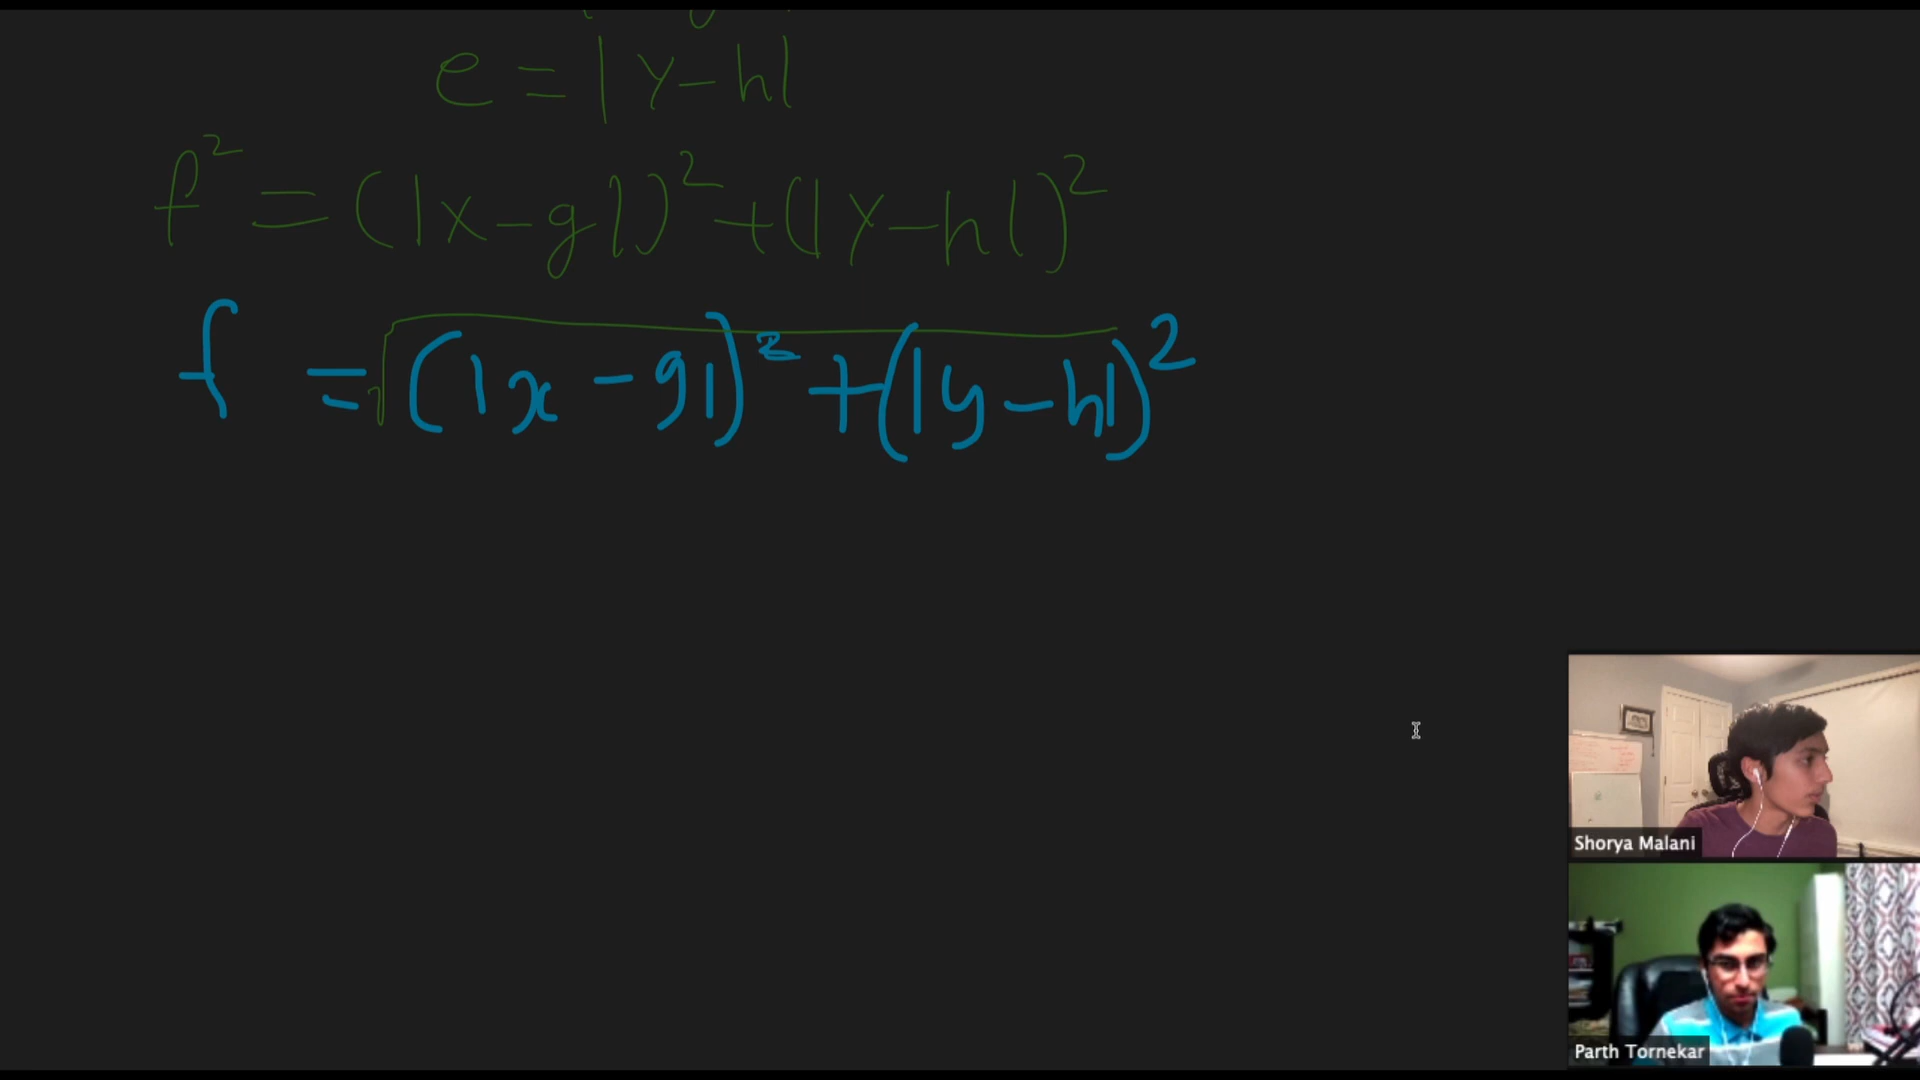 e = |y-h|
f² = (|x-g|)² + (|y-h|)²
f = √(|x-g|)² + (|y-h|)²
Shorya Malani
Parth Tornekar